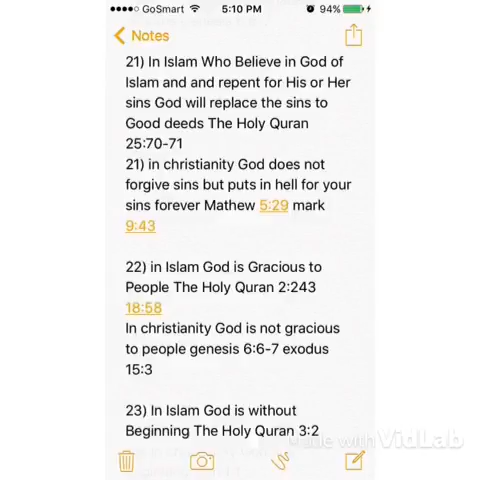 GoSmart 5:10 PM 94%
Notes
21) In Islam Who Believe in God of
Islam and and repent for His or Her
sins God will replace the sins to
Good deeds The Holy Quran
25:70-71
21) in christianity God does not
forgive sins but puts in hell for your
sins forever Mathew 5:29 mark
9:43
22) in Islam God is Gracious to
People The Holy Quran 2:243
18:58
In christianity God is not gracious
to people genesis 6:6-7 exodus
15:3
23) In Islam God is without
Beginning The Holy Quran 3:2
Made with VidLab